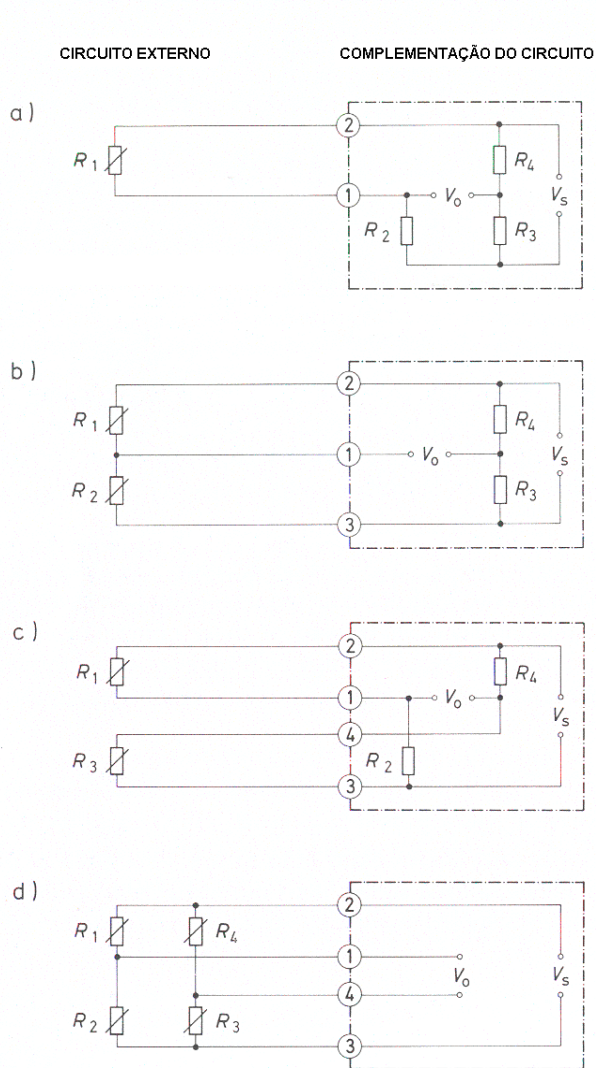 CIRCUITO EXTERNO COMPLEMENTAÇÃO DO CIRCUITO
a)
2
R1 R4
1 Vo Vs
R2 R3
b)
2
R1 R4
1 Vo Vs
R2 R3
3
c)
2
R1 R4
1 Vo Vs
4
R3 R2
3
d)
2
R1 R4
1
Vo Vs
4
R2 R3
3